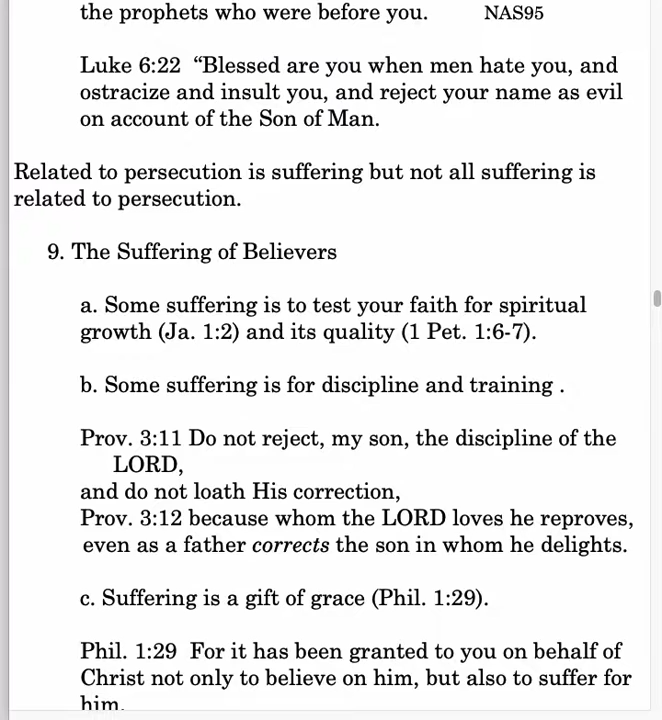 the prophets who were before you. NAS95
Luke 6:22 “Blessed are you when men hate you, and
ostracize and insult you, and reject your name as evil
on account of the Son of Man.
Related to persecution is suffering but not all suffering is
related to persecution.
9. The Suffering of Believers
a. Some suffering is to test your faith for spiritual
growth (Ja. 1:2) and its quality (1 Pet. 1:6-7).
b. Some suffering is for discipline and training .
Prov. 3:11 Do not reject, my son, the discipline of the
LORD,
and do not loath His correction,
Prov. 3:12 because whom the LORD loves he reproves,
even as a father corrects the son in whom he delights.
c. Suffering is a gift of grace (Phil. 1:29).
Phil. 1:29 For it has been granted to you on behalf of
Christ not only to believe on him, but also to suffer for
him.